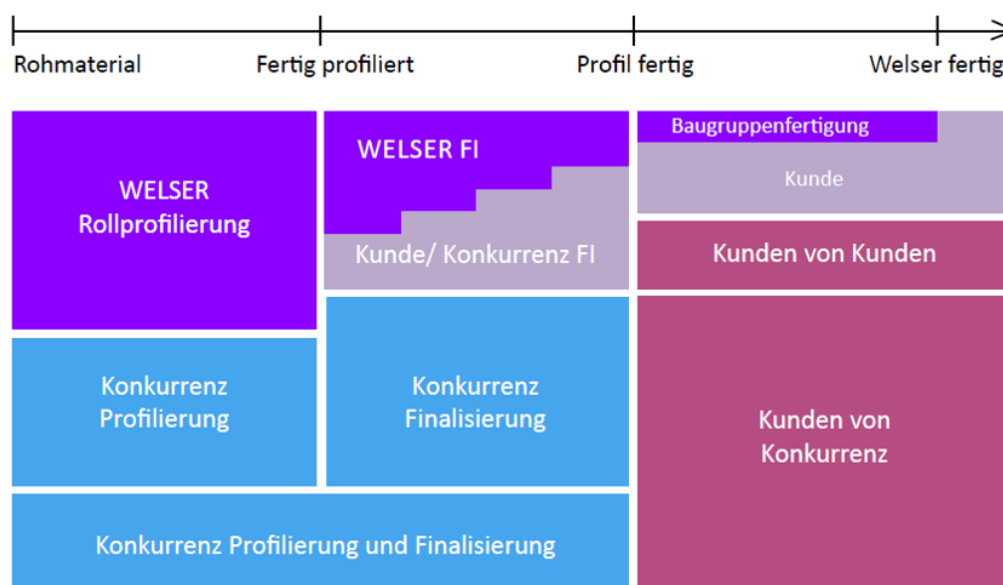 Rohmaterial
Fertig profiliert
Profil fertig
Welser fertig
WELSER
Rollprofilierung
WELSER FI
Kunde/ Konkurrenz FI
Baugruppenfertigung
Kunde
Kunden von Kunden
Konkurrenz
Profilierung
Konkurrenz
Finalisierung
Kunden von
Konkurrenz
Konkurrenz Profilierung und Finalisierung